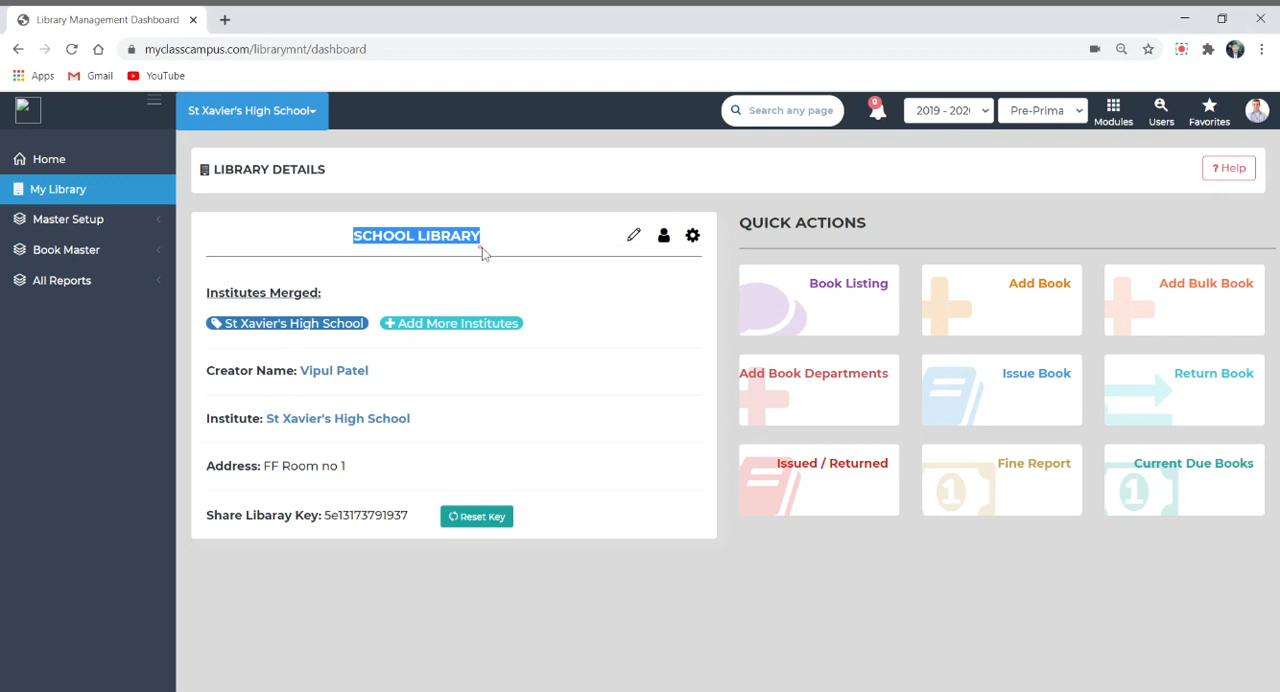 Library Management Dashboard
myclasscampus.com/librarymnt/dashboard
Apps Gmail YouTube
St Xavier's High School
Search any page
0
2019 - 202
Pre-Prima
Modules
Users
Favorites
Home
My Library
Master Setup
Book Master
All Reports
LIBRARY DETAILS
? Help
SCHOOL LIBRARY
Institutes Merged:
St Xavier's High School
Add More Institutes
Creator Name: Vipul Patel
Institute: St Xavier's High School
Address: FF Room no 1
Share Libaray Key: 5e13173791937
Reset Key
QUICK ACTIONS
Book Listing
Add Book
Add Bulk Book
Add Book Departments
Issue Book
Return Book
Issued / Returned
1
Fine Report
1
Current Due Books